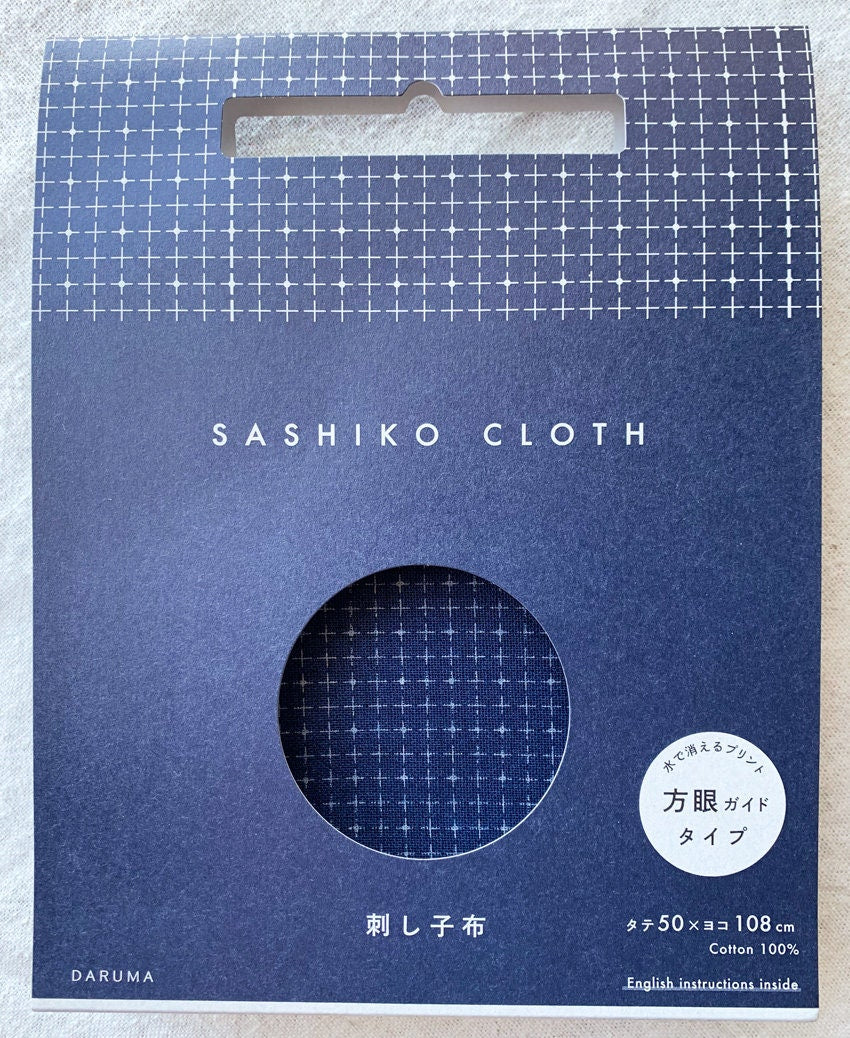 SASHIKO CLOTH
水で消えるプリント
方眼ガイド
タイプ
刺し子布
タテ50×ヨコ108cm
Cotton 100%
DARUMA
English instructions inside